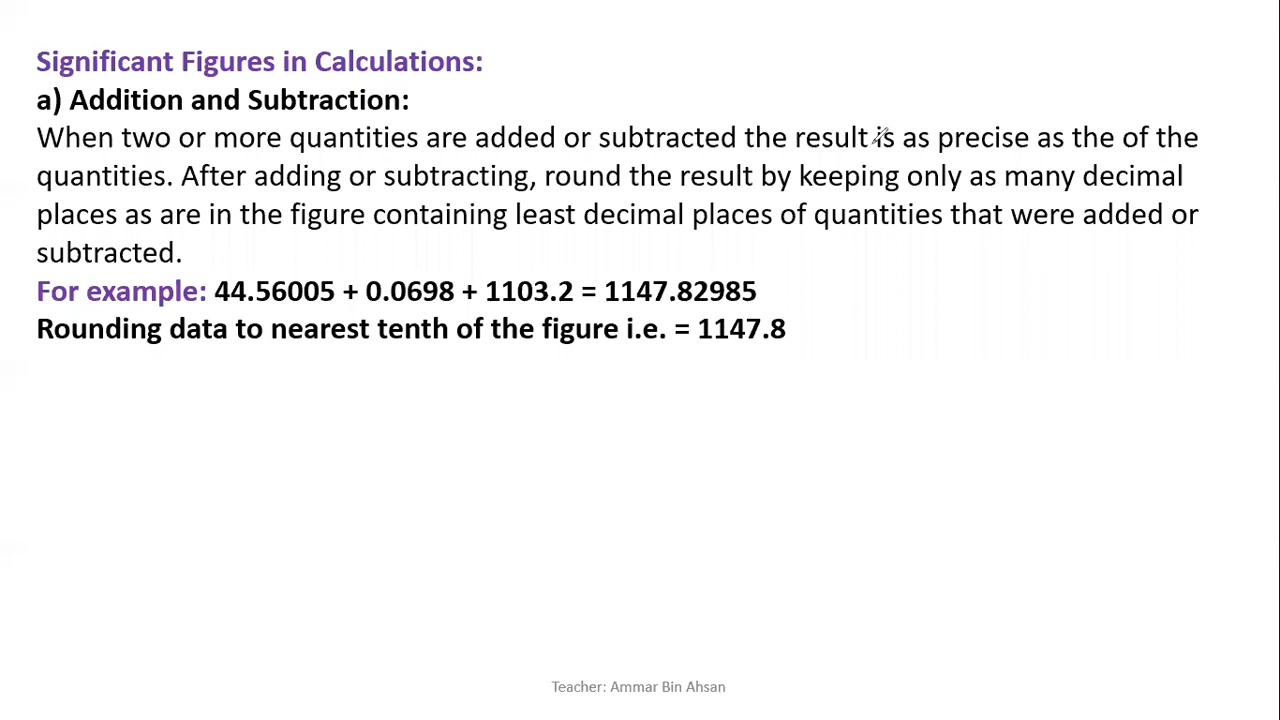 Significant Figures in Calculations:
a) Addition and Subtraction:
When two or more quantities are added or subtracted the result is as precise as the of the
quantities. After adding or subtracting, round the result by keeping only as many decimal
places as are in the figure containing least decimal places of quantities that were added or
subtracted.
For example: 44.56005 + 0.0698 + 1103.2 = 1147.82985
Rounding data to nearest tenth of the figure i.e. = 1147.8
Teacher: Ammar Bin Ahsan